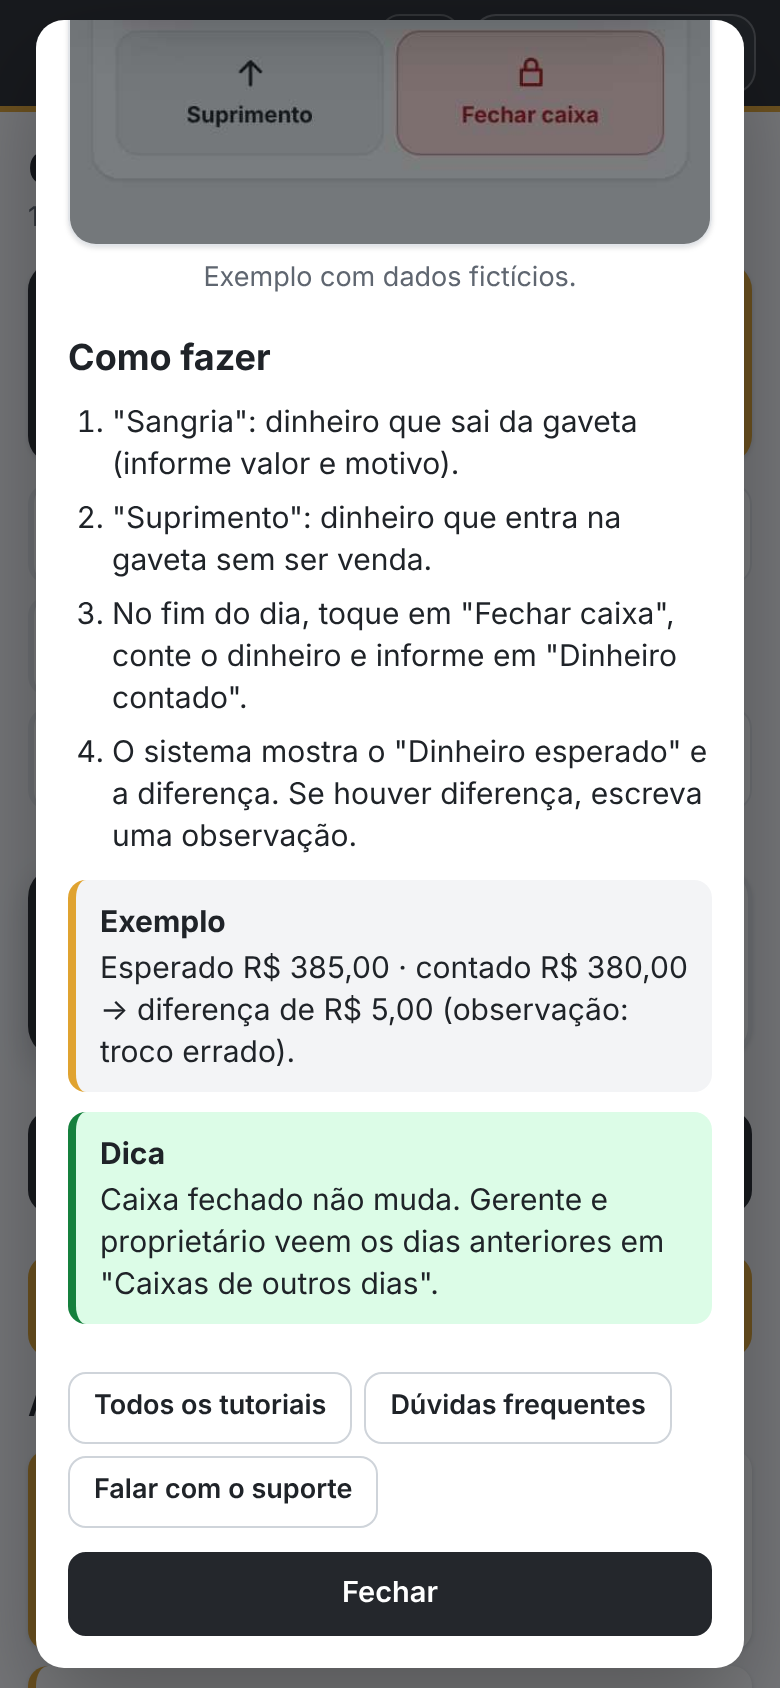 Suprimento
Fechar caixa
Exemplo com dados fictícios.
Como fazer
1. "Sangria": dinheiro que sai da gaveta
(informe valor e motivo).
2. "Suprimento": dinheiro que entra na
gaveta sem ser venda.
3. No fim do dia, toque em "Fechar caixa",
conte o dinheiro e informe em "Dinheiro
contado".
4. O sistema mostra o "Dinheiro esperado" e
a diferença. Se houver diferença, escreva
uma observação.
Exemplo
Esperado R$ 385,00 · contado R$ 380,00
→ diferença de R$ 5,00 (observação:
troco errado).
Dica
Caixa fechado não muda. Gerente e
proprietário veem os dias anteriores em
"Caixas de outros dias".
Todos os tutoriais
Dúvidas frequentes
Falar com o suporte
Fechar